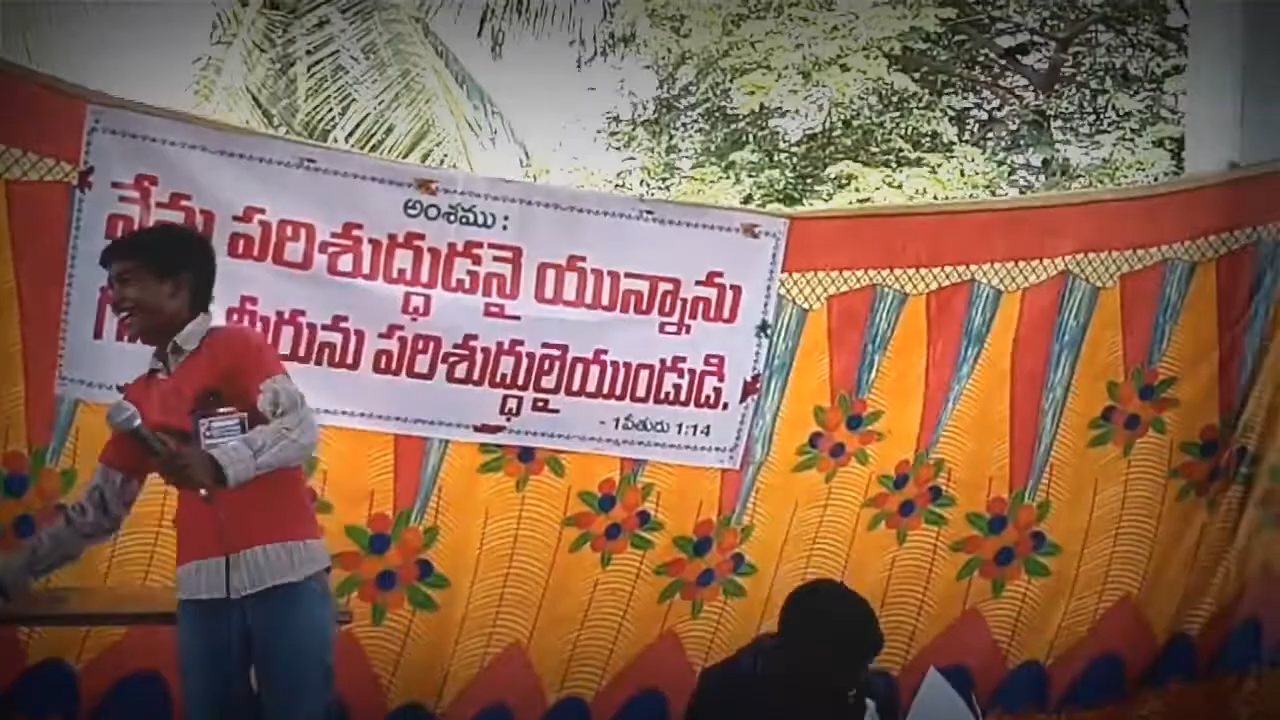 అంశము :
నేను పరిశుద్ధుడనై యున్నాను
మీరును పరిశుద్ధులైయుండుడి.
- 1పేతురు 1:14